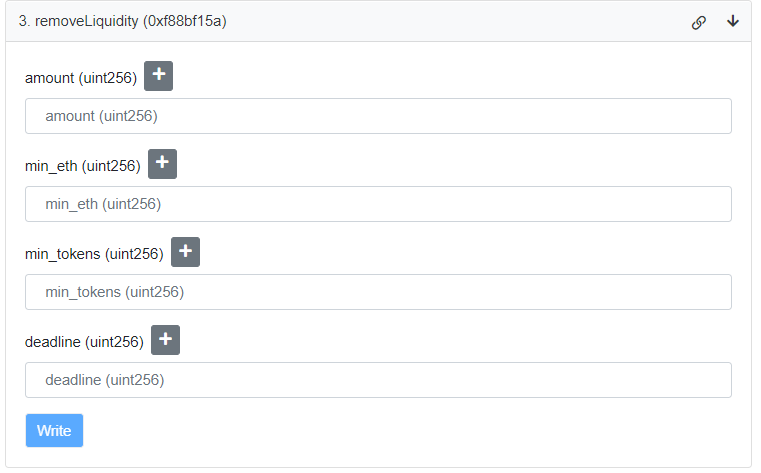 3. removeLiquidity (0xf88bf15a)
amount (uint256) +
amount (uint256)
min_eth (uint256) +
min_eth (uint256)
min_tokens (uint256) +
min_tokens (uint256)
deadline (uint256) +
deadline (uint256)
Write